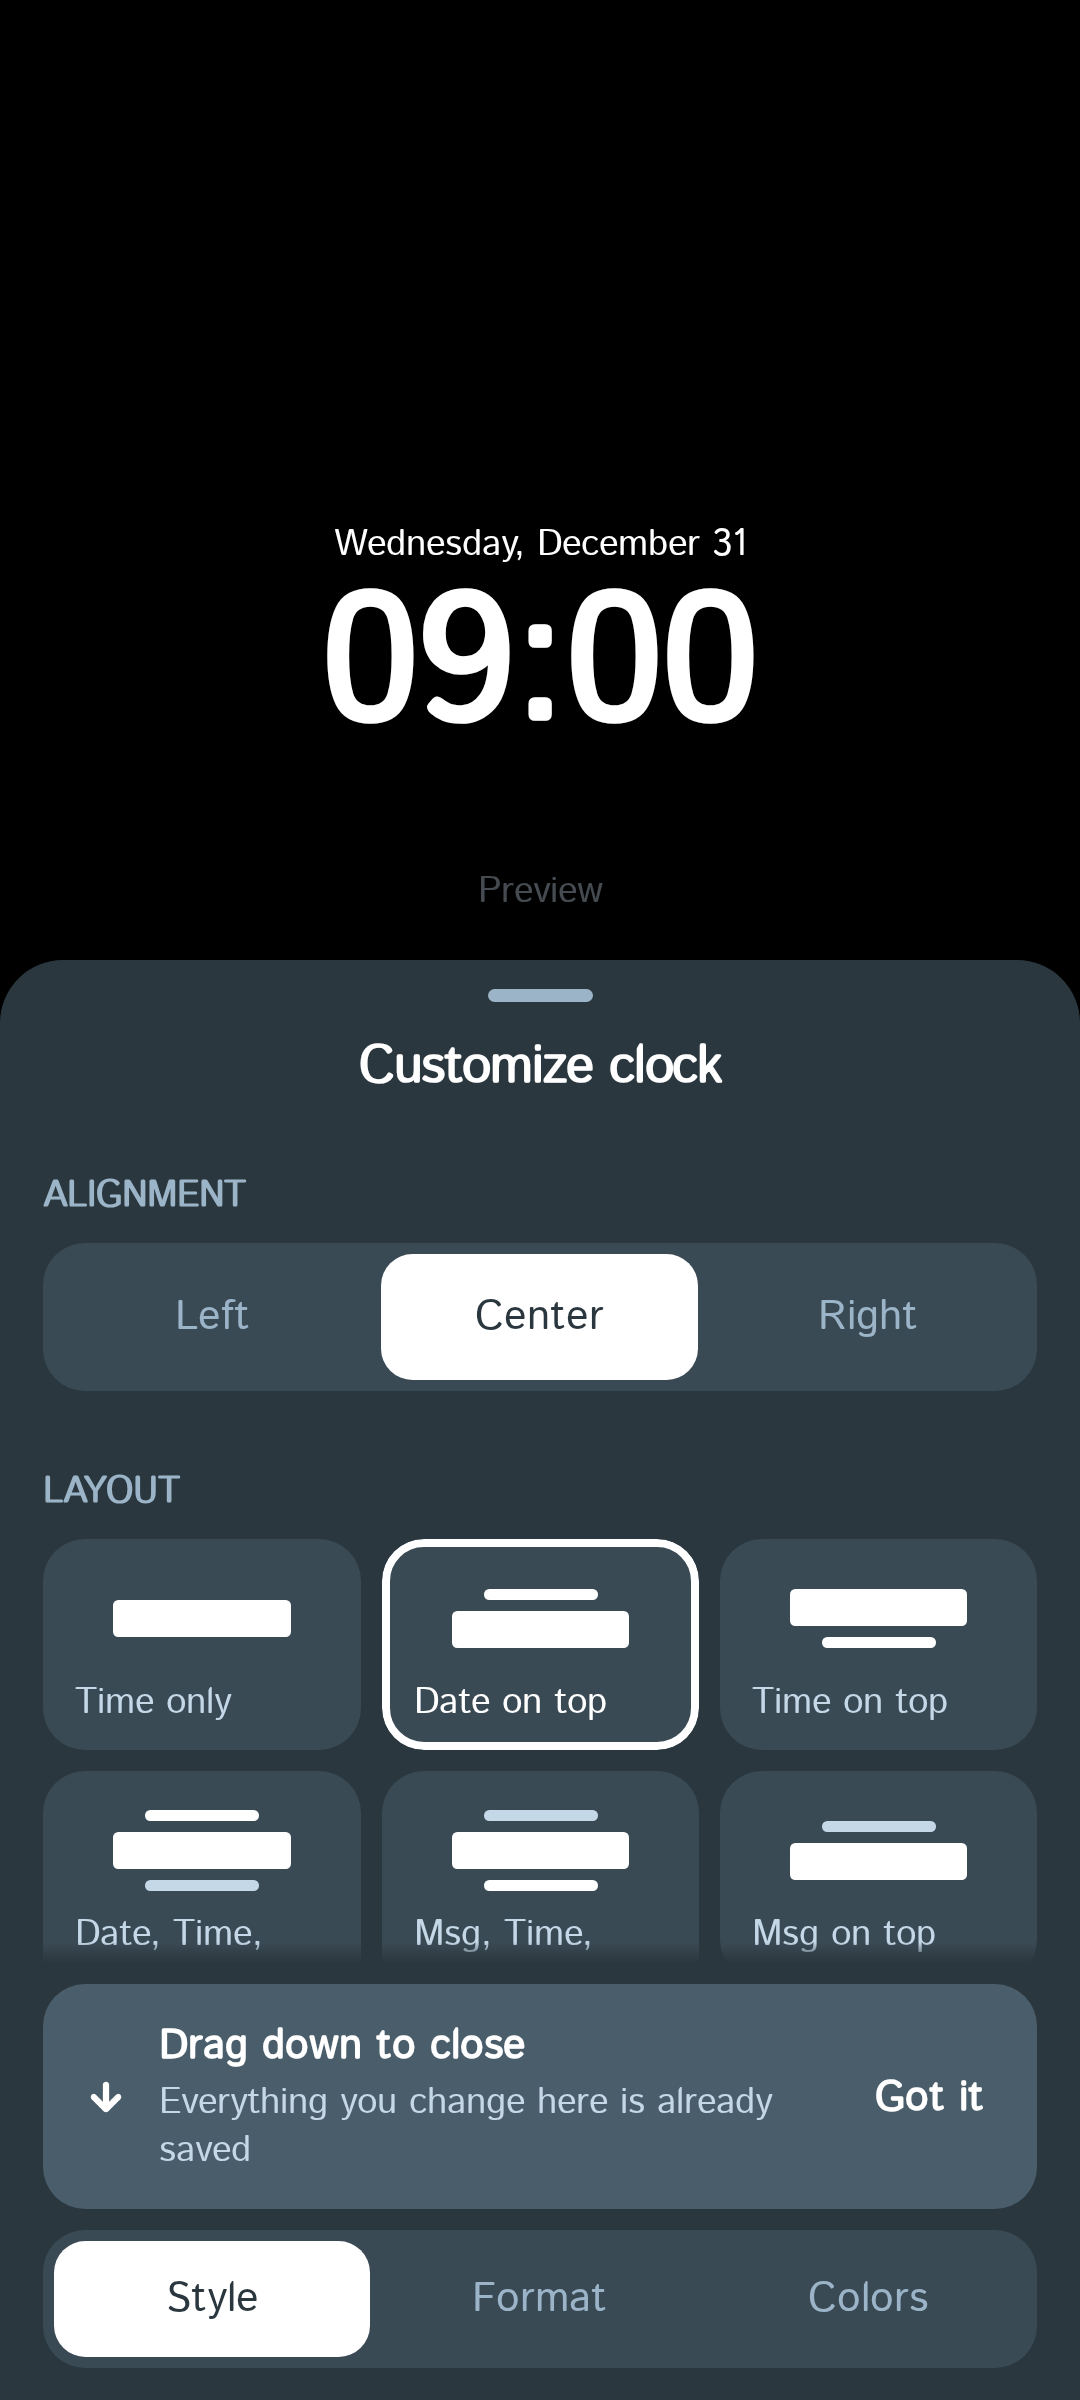 Wednesday, December 31
09:00
Preview
Customize clock
ALIGNMENT
Left
Center
Right
LAYOUT
Time only
Date on top
Time on top
Date, Time,
Msg, Time,
Msg on top
Drag down to close
Everything you change here is already
saved
Got it
Style
Format
Colors